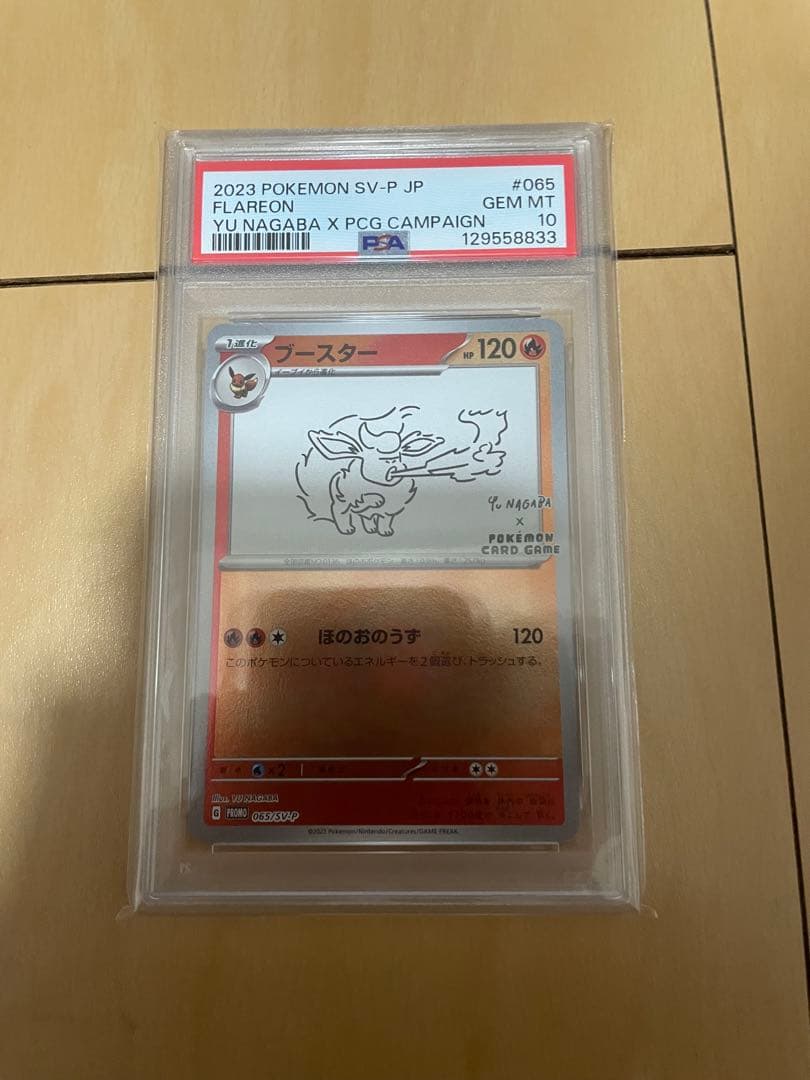 2023 POKEMON SV-P JP #065
FLAREON GEM MT
YU NAGABA X PCG CAMPAIGN 10
PSA 129558833
1進化 ブースター HP 120
イーブイから進化
YU NAGABA
X
POKÉMON
CARD GAME
ほのおのうず 120
このポケモンについているエネルギーを2個選び、トラッシュする。
×2
Illus. YU NAGABA
G PROMO 065/SV-P
©2023 Pokémon/Nintendo/Creatures/GAME FREAK.